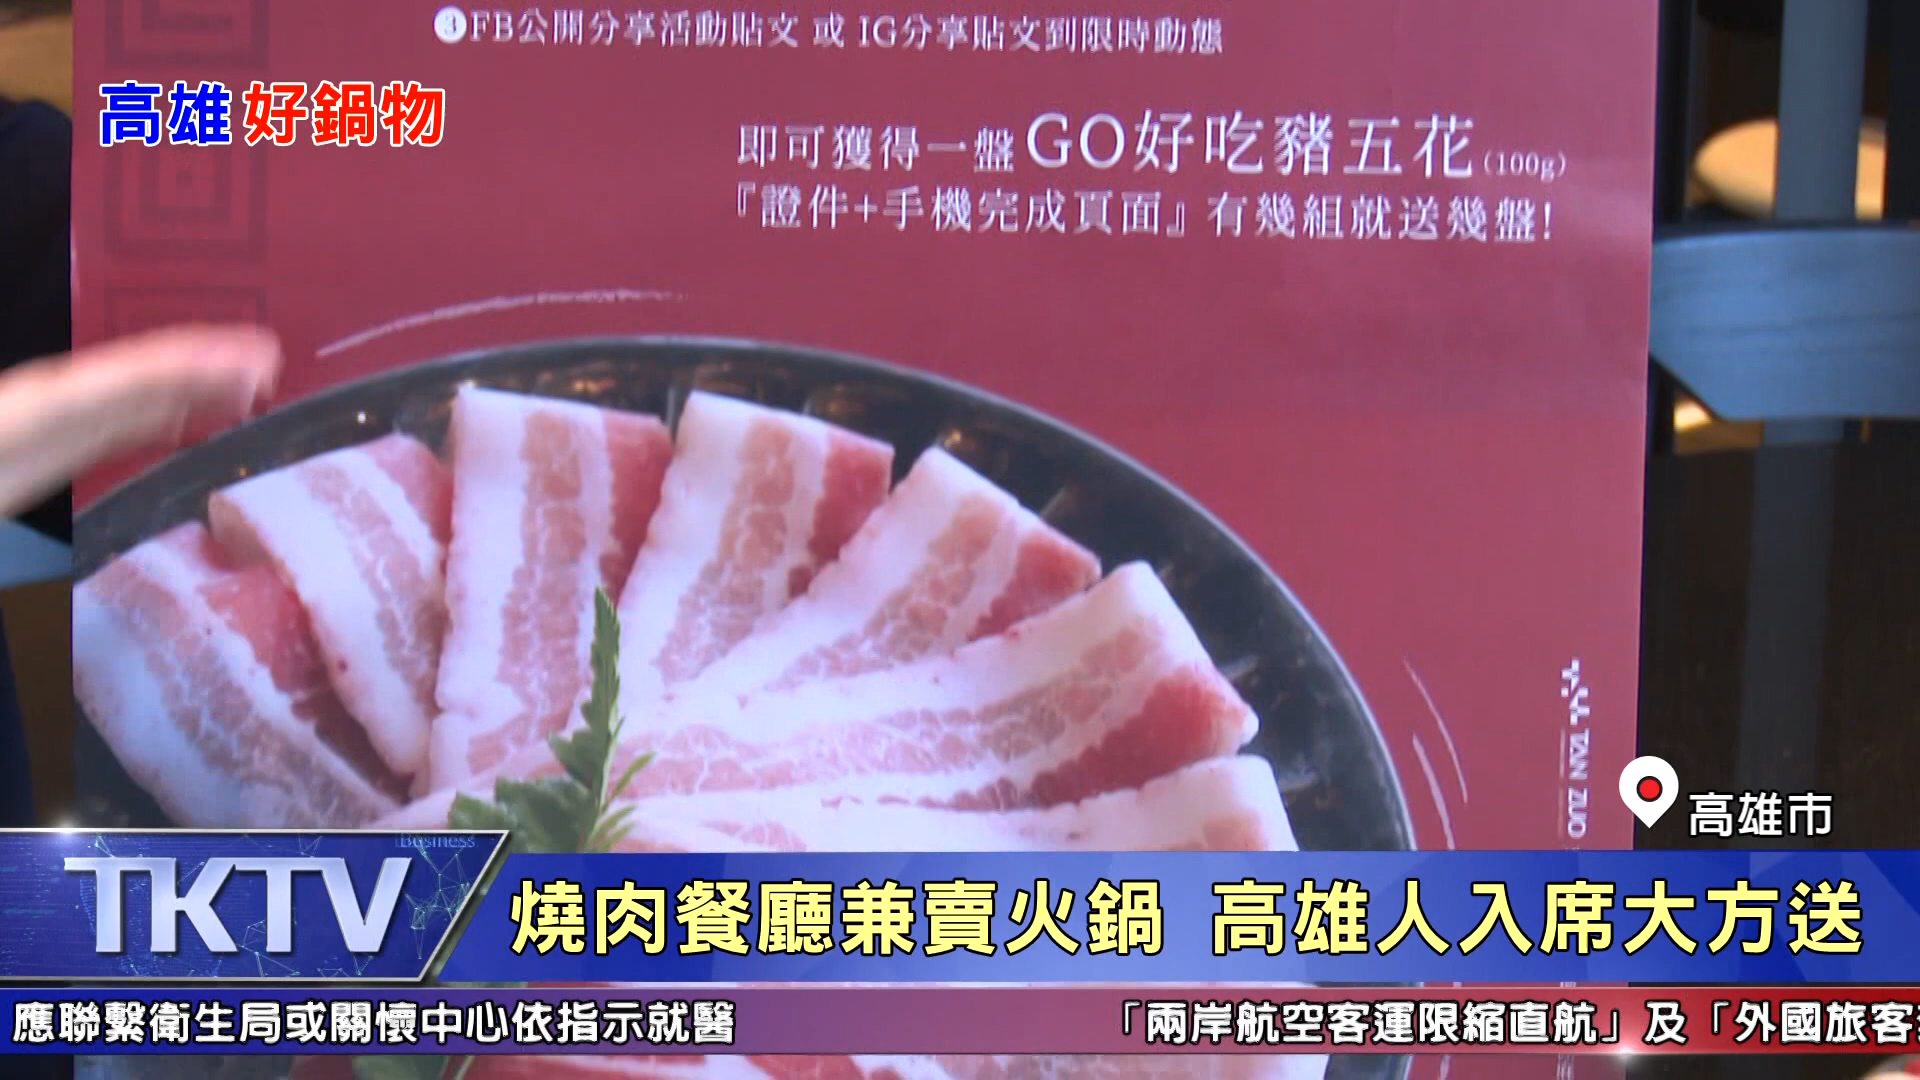 ❸FB公開分享活動貼文 或 IG分享貼文到限時動態
高雄好鍋物
即可獲得一盤GO好吃豬五花(100g)
『證件+手機完成頁面』有幾組就送幾盤!
TAN ZUO
高雄市
Business
TKTV
燒肉餐廳兼賣火鍋 高雄人入席大方送
應聯繫衛生局或關懷中心依指示就醫 「兩岸航空客運限縮直航」及「外國旅客